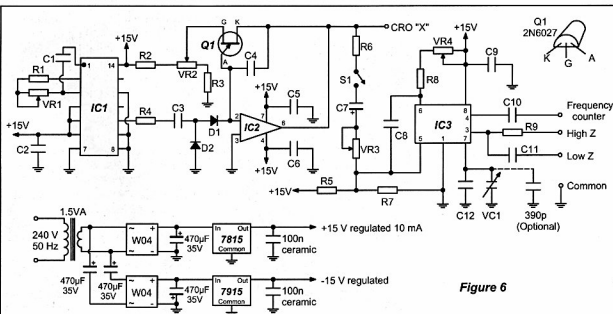 G K
CRO "X"
Q1
2N6027
K G A
+15V
+15V
C1
Q1
R6
VR4
C9
1 14
R2
VR2
A
C4
S1
R8
R1
R3
VR1
IC1
R4
C3
D1
2
7
C5
6
C7
6 8
4
C10
Frequency
counter
+15V
D2
IC2
3
4
C6
C8
IC3
3
R9
High Z
C2
+15V
VR3
5 1 7
C11
Low Z
7 8
R5
+15V
R7
C12
VC1
390p
(Optional)
Common
1.5VA
240 V
50 Hz
~ +
W04
~ -
470µF
35V
In Out
7815
Common
100n
ceramic
+15 V regulated 10 mA
470µF
35V
470µF
35V
~ +
W04
~ -
470µF
35V
In Out
7915
Common
100n
ceramic
-15 V regulated
Figure 6